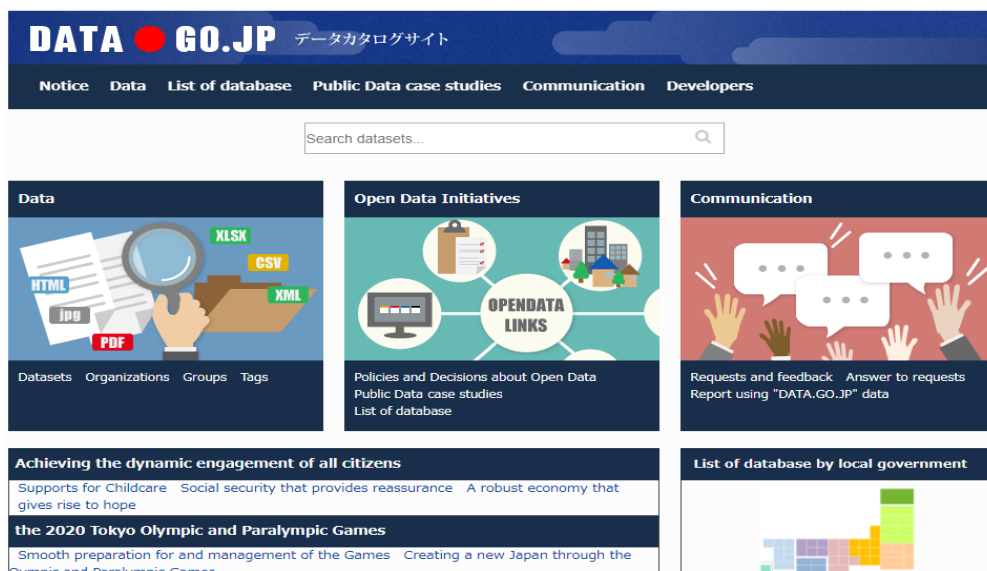 DATA GO.JP データカタログサイト
Notice Data List of database Public Data case studies Communication Developers
Search datasets...
Data
XLSX
CSV
HTML
XML
jpg
PDF
Datasets Organizations Groups Tags
Open Data Initiatives
OPENDATA
LINKS
Policies and Decisions about Open Data
Public Data case studies
List of database
Communication
Requests and feedback Answer to requests
Report using "DATA.GO.JP" data
Achieving the dynamic engagement of all citizens
Supports for Childcare Social security that provides reassurance A robust economy that
gives rise to hope
the 2020 Tokyo Olympic and Paralympic Games
Smooth preparation for and management of the Games Creating a new Japan through the
List of database by local government